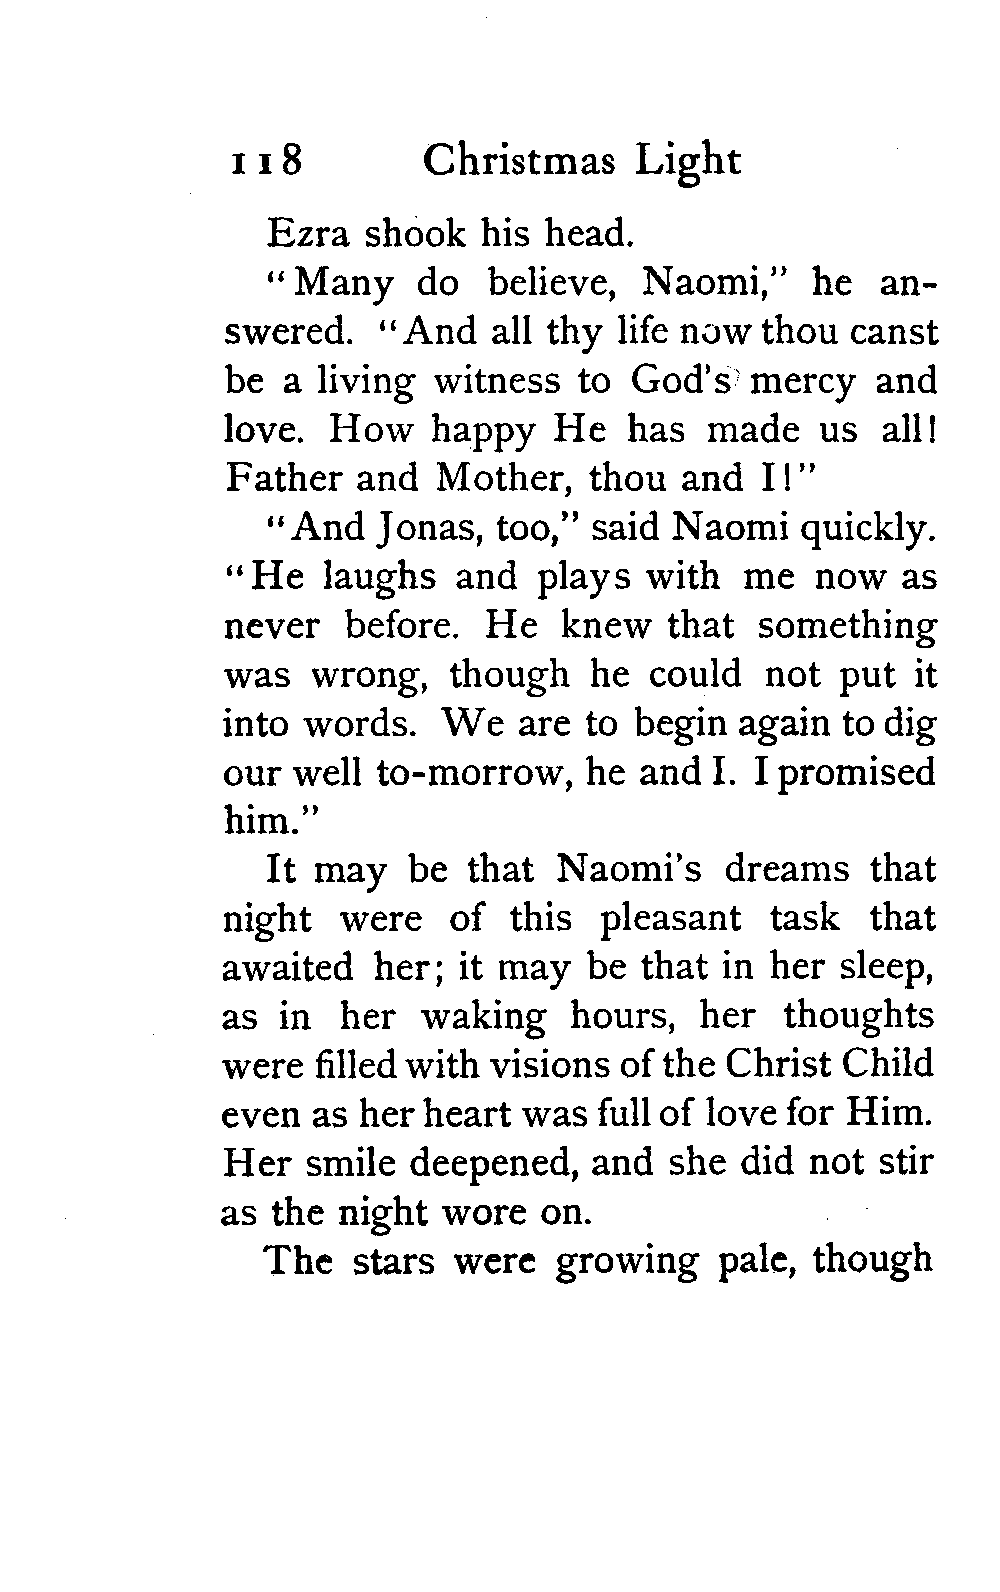 118 Christmas Light
Ezra shook his head.
"Many do believe, Naomi," he an-
swered. "And all thy life now thou canst
be a living witness to God's mercy and
love. How happy He has made us all!
Father and Mother, thou and I!"
"And Jonas, too," said Naomi quickly.
"He laughs and plays with me now as
never before. He knew that something
was wrong, though he could not put it
into words. We are to begin again to dig
our well to-morrow, he and I. I promised
him."
It may be that Naomi's dreams that
night were of this pleasant task that
awaited her; it may be that in her sleep,
as in her waking hours, her thoughts
were filled with visions of the Christ Child
even as her heart was full of love for Him.
Her smile deepened, and she did not stir
as the night wore on.
The stars were growing pale, though